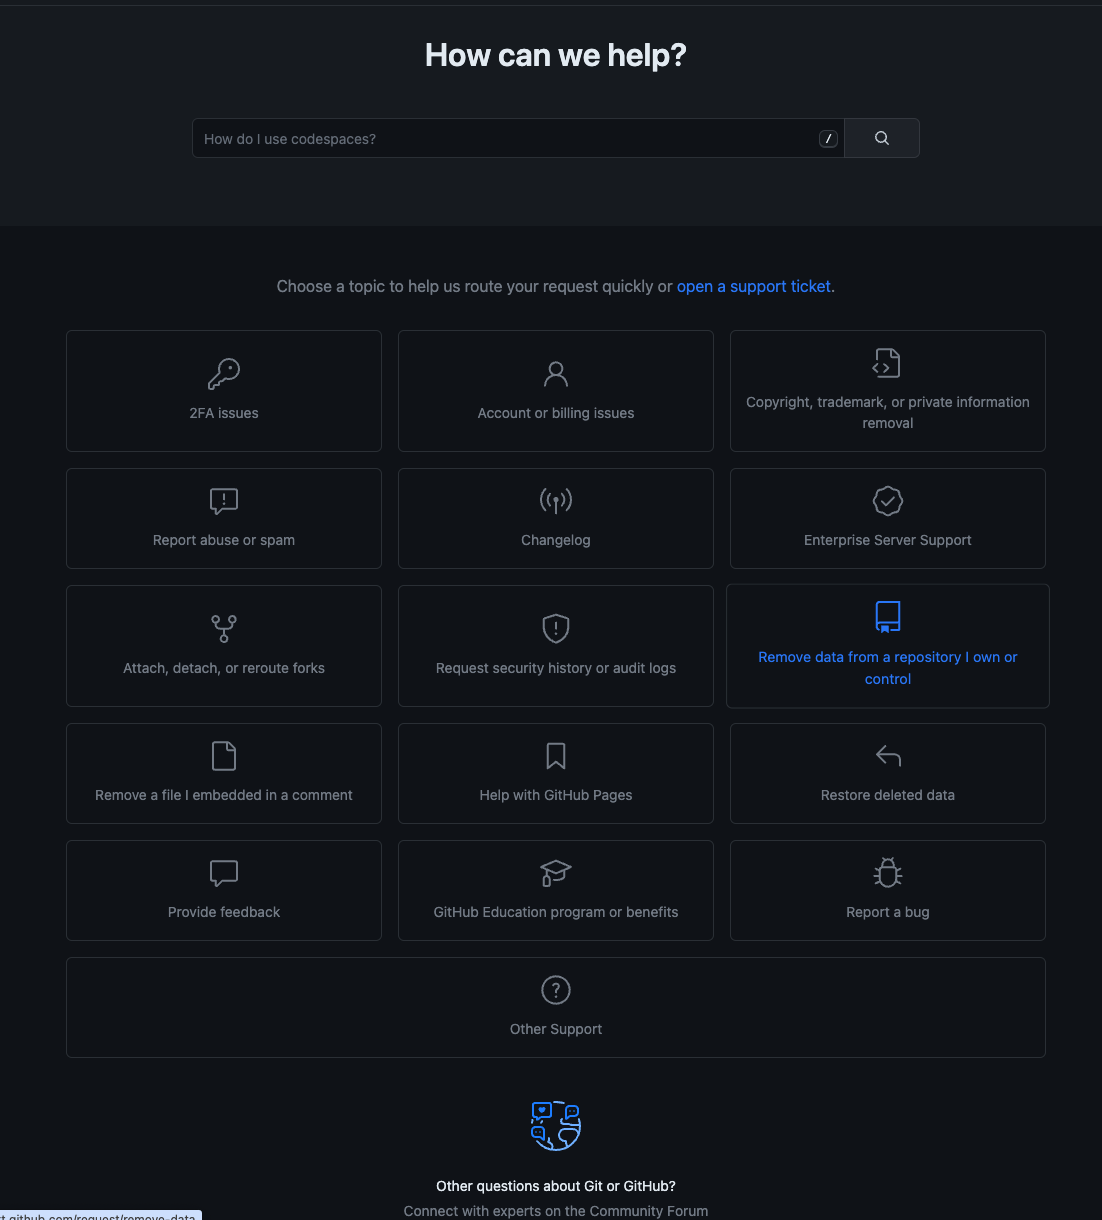 How can we help?
How do I use codespaces?
/
Choose a topic to help us route your request quickly or open a support ticket.
2FA issues
Account or billing issues
Copyright, trademark, or private information
removal
Report abuse or spam
Changelog
Enterprise Server Support
Attach, detach, or reroute forks
Request security history or audit logs
Remove data from a repository I own or
control
Remove a file I embedded in a comment
Help with GitHub Pages
Restore deleted data
Provide feedback
GitHub Education program or benefits
Report a bug
Other Support
Other questions about Git or GitHub?
Connect with experts on the Community Forum
t.github.com/request/remove-data